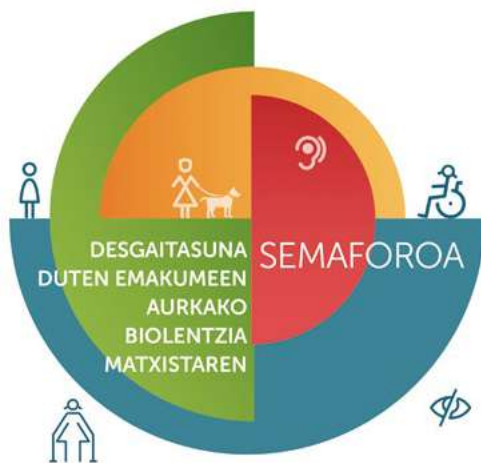 DESGAITASUNA
DUTEN EMAKUMEEN
AURKAKO
BIOLENTZIA
MATXISTAREN
SEMAFOROA